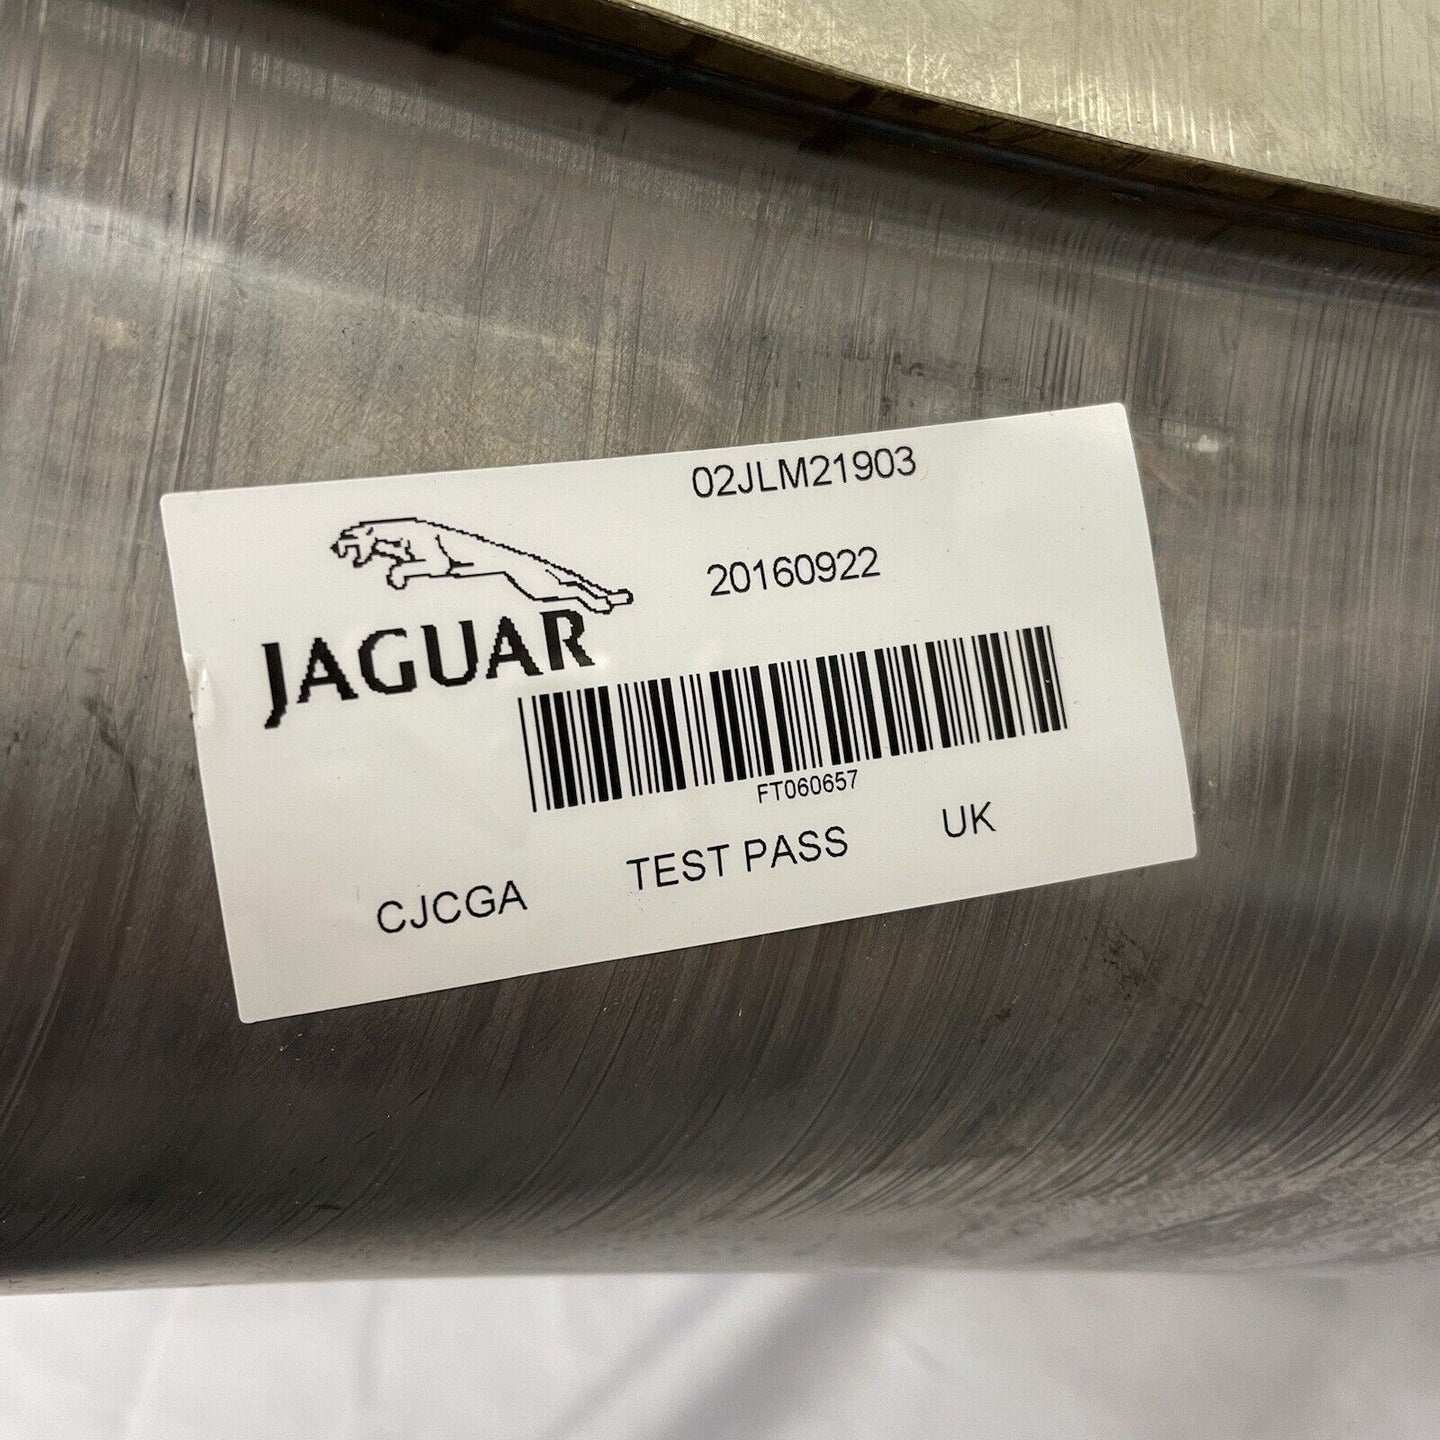 02JLM21903
20160922
JAGUAR
FT060657
CJCGA TEST PASS UK